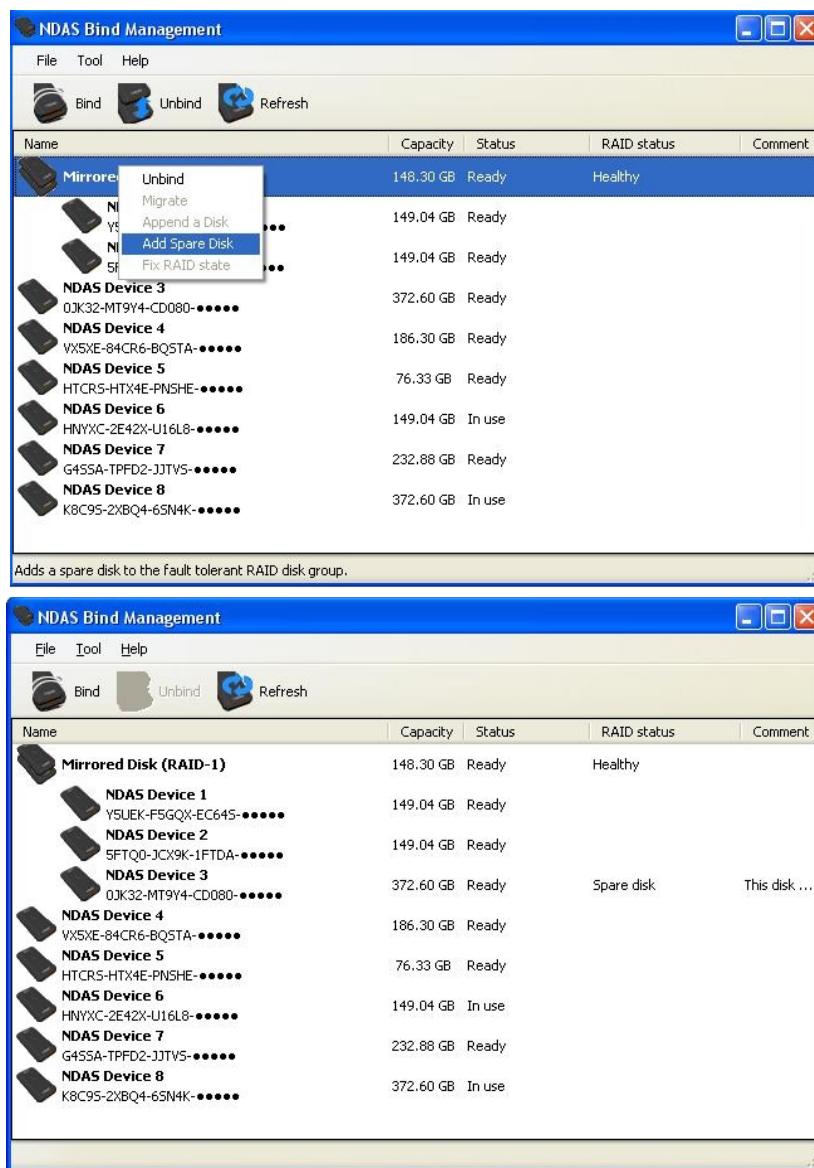 NDAS Bind Management
File Tool Help
Bind Unbind Refresh
Name Capacity Status RAID status Comment
Mirrore 148.30 GB Ready Healthy
Unbind
Migrate
Append a Disk
Add Spare Disk
Fix RAID state
149.04 GB Ready
149.04 GB Ready
NDAS Device 3
0JK32-MT9Y4-CD080-●●●●● 372.60 GB Ready
NDAS Device 4
VX5XE-84CR6-BQSTA-●●●●● 186.30 GB Ready
NDAS Device 5
HTCRS-HTX4E-PNSHE-●●●●● 76.33 GB Ready
NDAS Device 6
HNYXC-2E42X-U16L8-●●●●● 149.04 GB In use
NDAS Device 7
G4SSA-TPFD2-JJTVS-●●●●● 232.88 GB Ready
NDAS Device 8
K8C9S-2XBQ4-6SN4K-●●●●● 372.60 GB In use
Adds a spare disk to the fault tolerant RAID disk group.
NDAS Bind Management
File Tool Help
Bind Unbind Refresh
Name Capacity Status RAID status Comment
Mirrored Disk (RAID-1) 148.30 GB Ready Healthy
NDAS Device 1
Y5UEK-F5GQX-EC64S-●●●●● 149.04 GB Ready
NDAS Device 2
5FTQ0-JCX9K-1FTDA-●●●●● 149.04 GB Ready
NDAS Device 3
0JK32-MT9Y4-CD080-●●●●● 372.60 GB Ready Spare disk This disk ...
NDAS Device 4
VX5XE-84CR6-BQSTA-●●●●● 186.30 GB Ready
NDAS Device 5
HTCRS-HTX4E-PNSHE-●●●●● 76.33 GB Ready
NDAS Device 6
HNYXC-2E42X-U16L8-●●●●● 149.04 GB In use
NDAS Device 7
G4SSA-TPFD2-JJTVS-●●●●● 232.88 GB Ready
NDAS Device 8
K8C9S-2XBQ4-6SN4K-●●●●● 372.60 GB In use